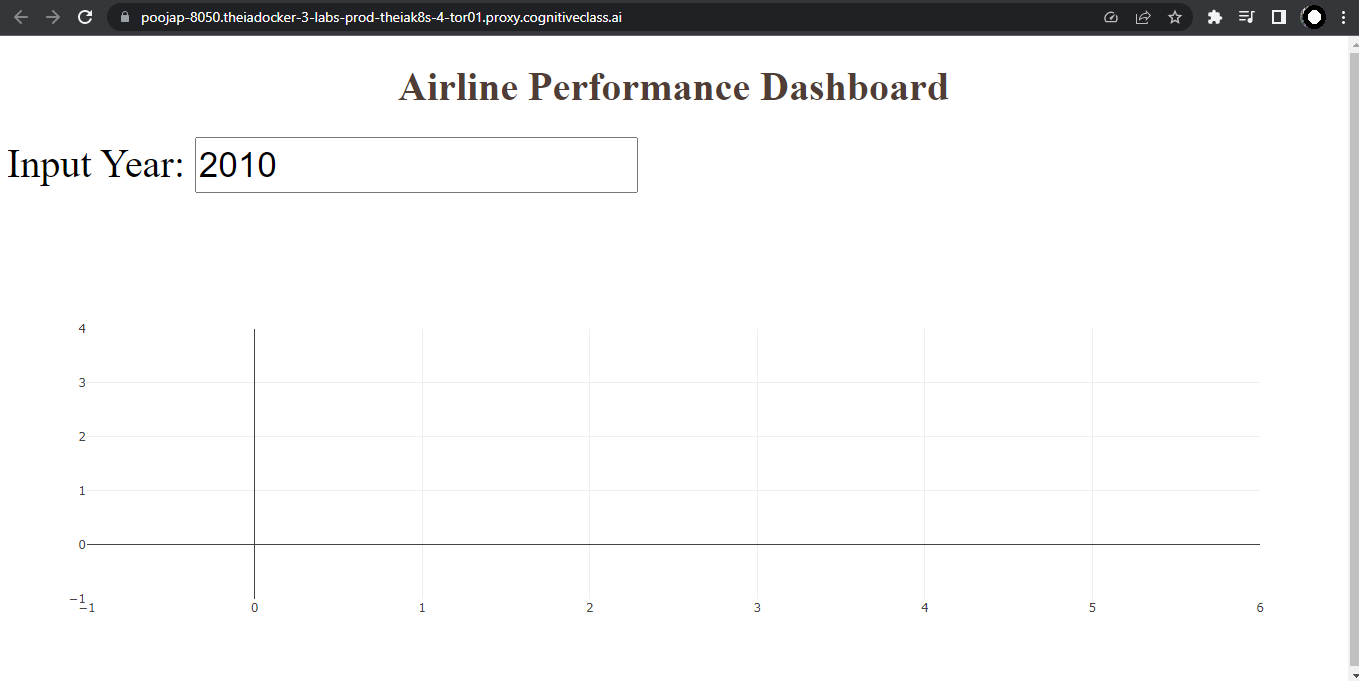 poojap-8050.theiadocker-3-labs-prod-theiak8s-4-tor01.proxy.cognitiveclass.ai
Airline Performance Dashboard
Input Year: 2010
4
3
2
1
0
−1
−1 0 1 2 3 4 5 6